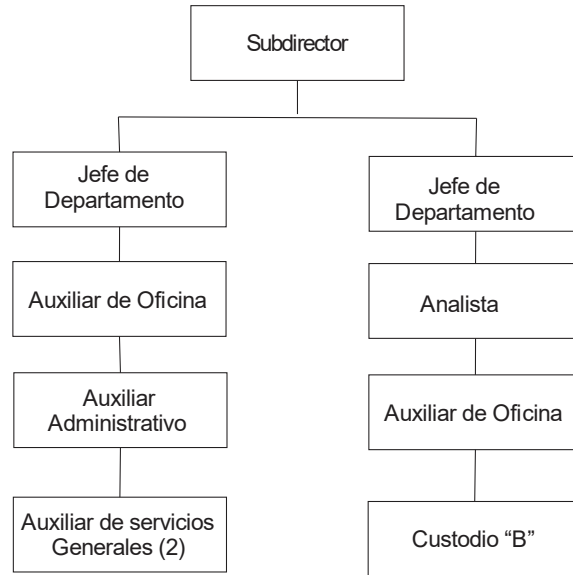 Subdirector
Jefe de
Departamento
Jefe de
Departamento
Auxiliar de Oficina
Analista
Auxiliar
Administrativo
Auxiliar de Oficina
Auxiliar de servicios
Generales (2)
Custodio “B”